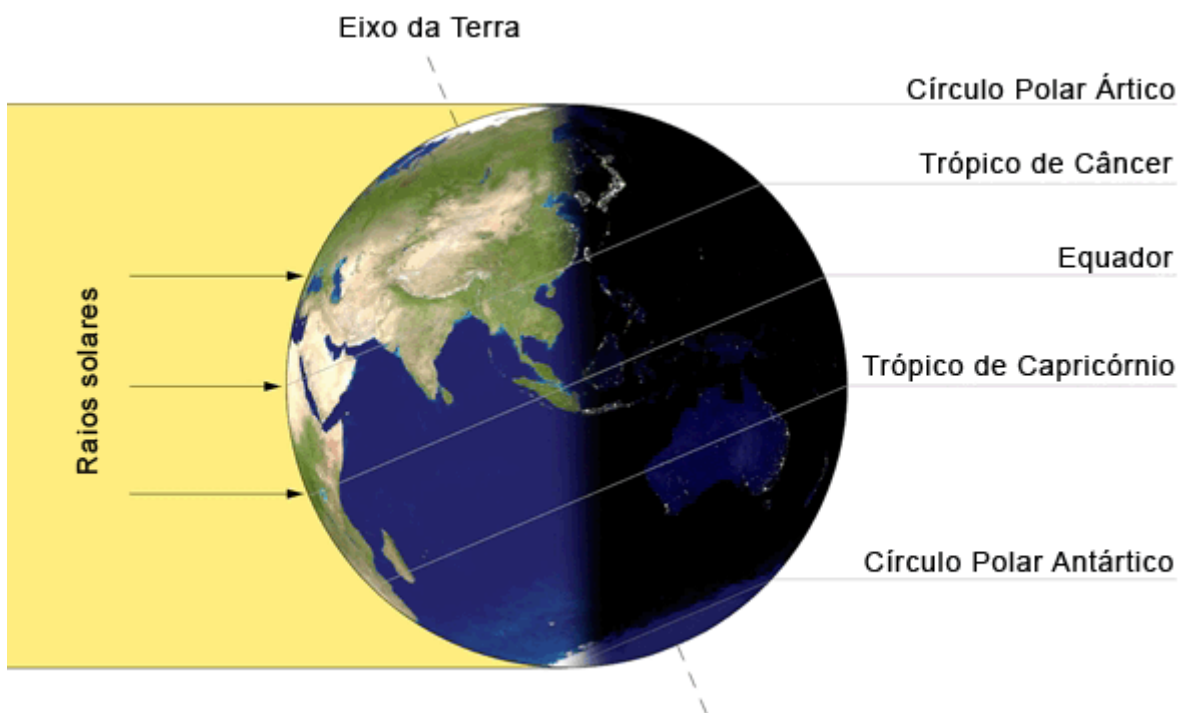 Eixo da Terra
Círculo Polar Ártico
Trópico de Câncer
Equador
Trópico de Capricórnio
Círculo Polar Antártico
Raios solares